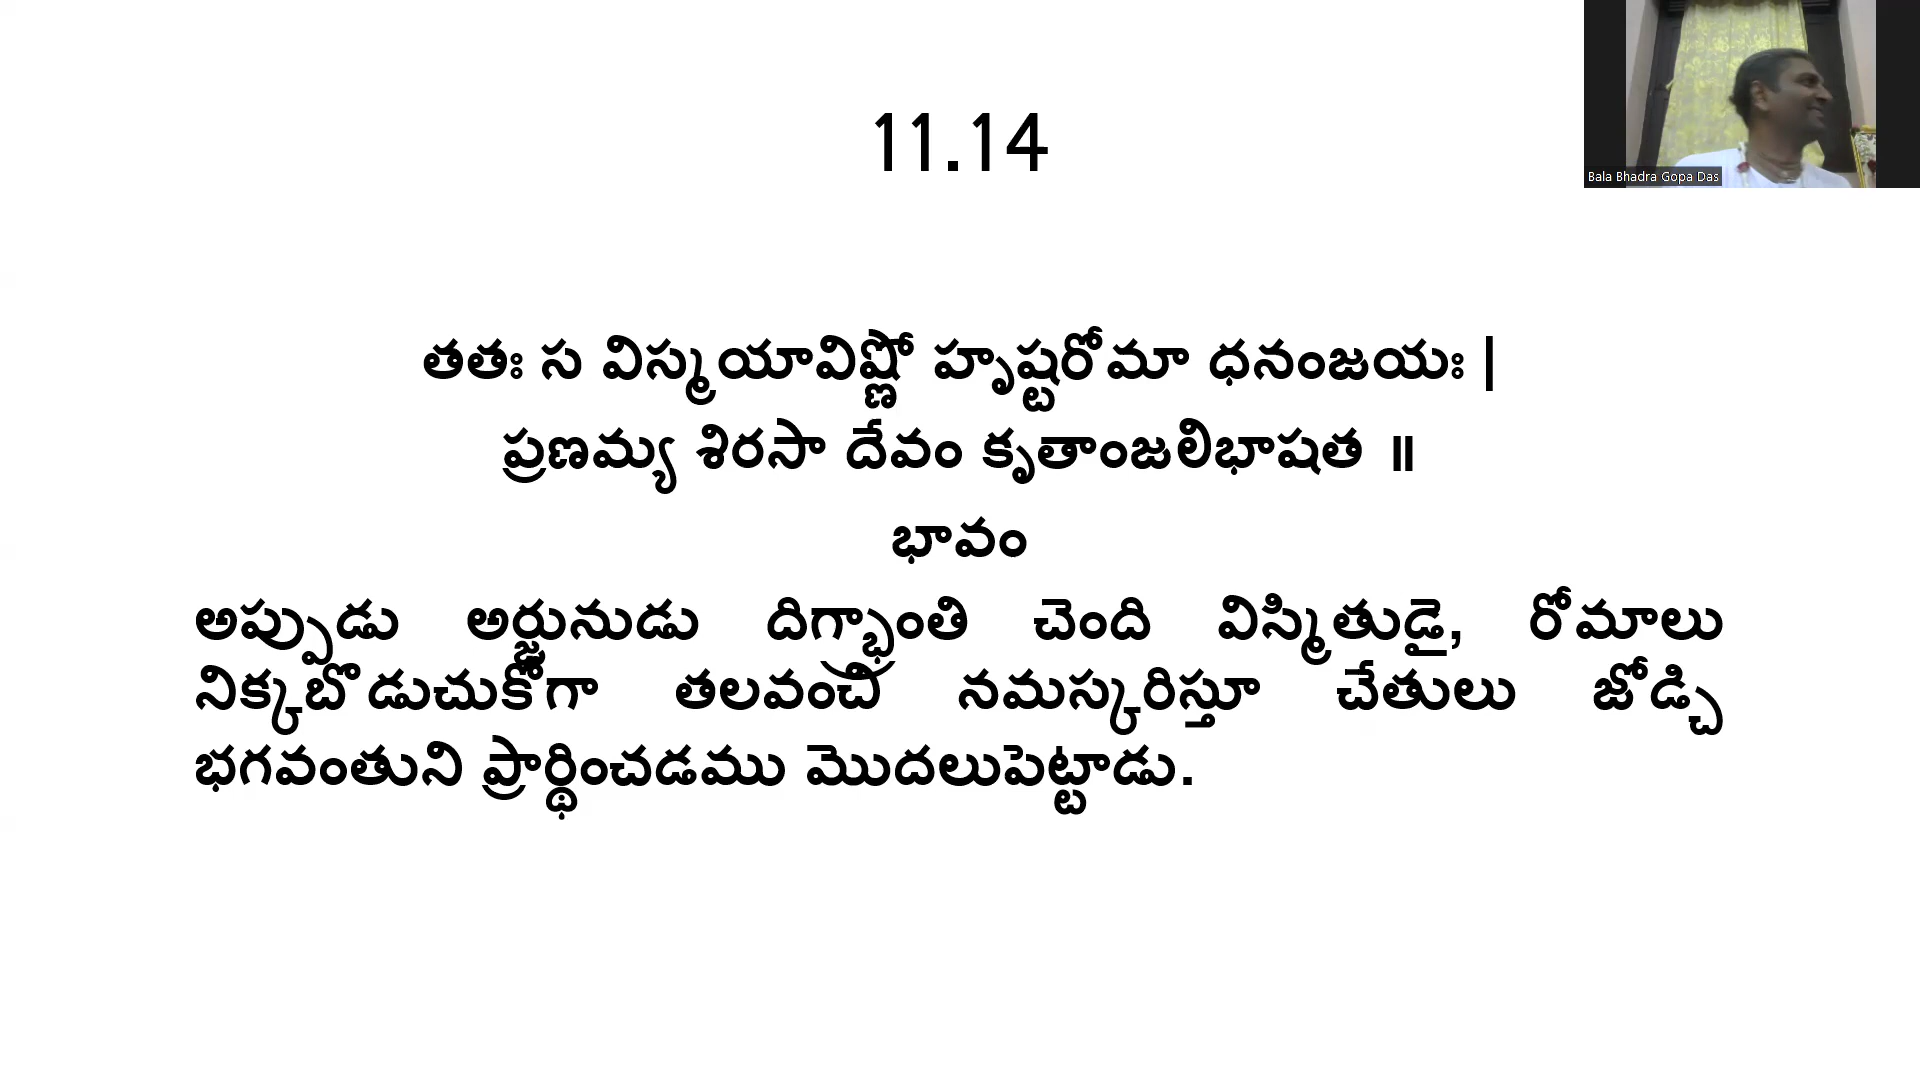 11.14
Bala Bhadra Gopa Das
తతః స విస్మయావిష్ణో హృష్టరోమా ధనంజయః |
ప్రణమ్య శిరసా దేవం కృతాంజలిభాషత ॥
భావం
అప్పుడు అర్జునుడు దిగ్భ్రాంతి చెంది విస్మితుడై, రోమాలు
నిక్కబొడుచుకోగా తలవంచి నమస్కరిస్తూ చేతులు జోడ్చి
భగవంతుని ప్రార్థించడము మొదలుపెట్టాడు.